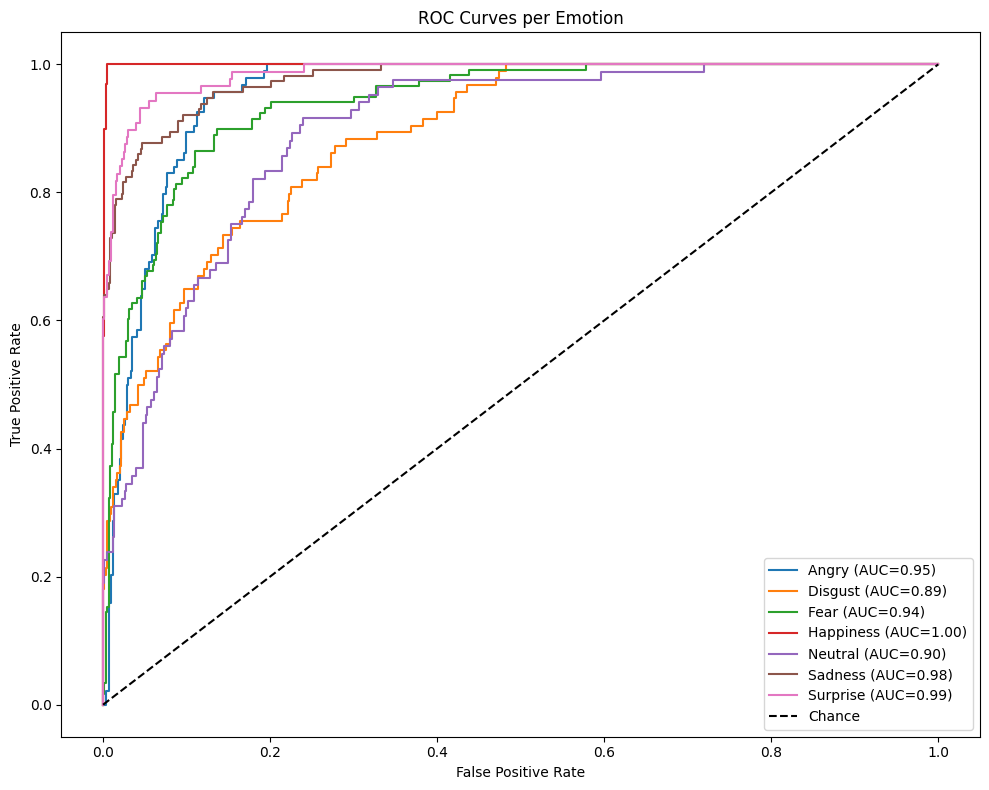 ROC Curves per Emotion
True Positive Rate
1.0
0.8
0.6
0.4
0.2
0.0
0.0 0.2 0.4 0.6 0.8 1.0
False Positive Rate
Angry (AUC=0.95)
Disgust (AUC=0.89)
Fear (AUC=0.94)
Happiness (AUC=1.00)
Neutral (AUC=0.90)
Sadness (AUC=0.98)
Surprise (AUC=0.99)
Chance